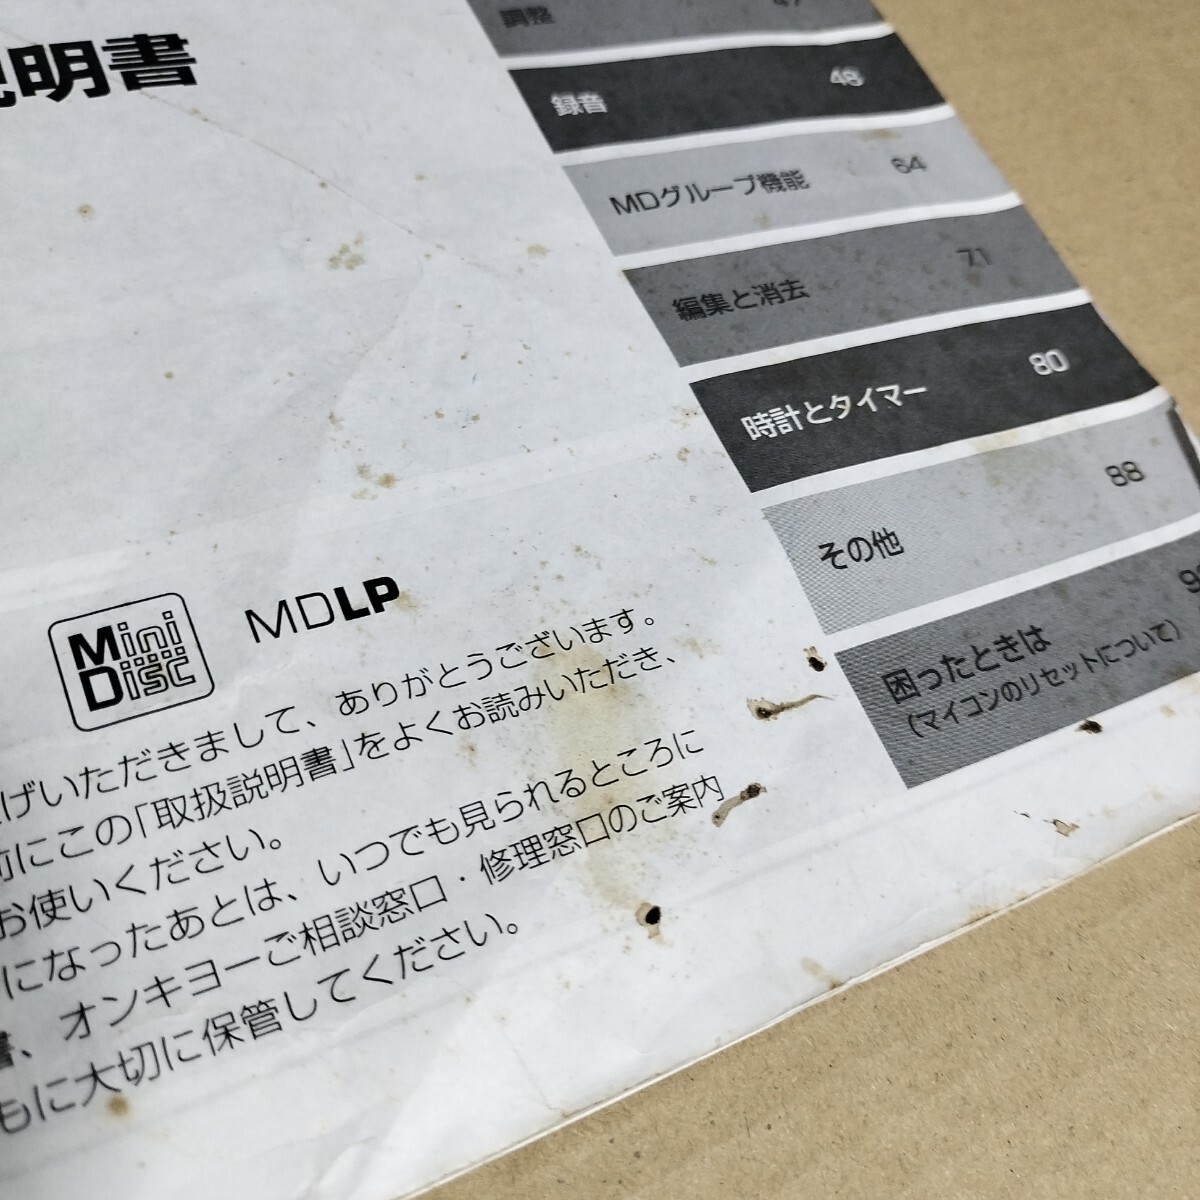 説明書
調整 47
録音 48
MDグループ機能 64
編集と消去 71
時計とタイマー 80
その他 88
困ったときは
(マイコンのリセットについて)
Mini
Disc
MDLP
げいただきまして、ありがとうございます。
前にこの「取扱説明書」をよくお読みいただき、
お使いください。
になったあとは、いつでも見られるところに
書、オンキヨーご相談窓口・修理窓口のご案内
もに大切に保管してください。